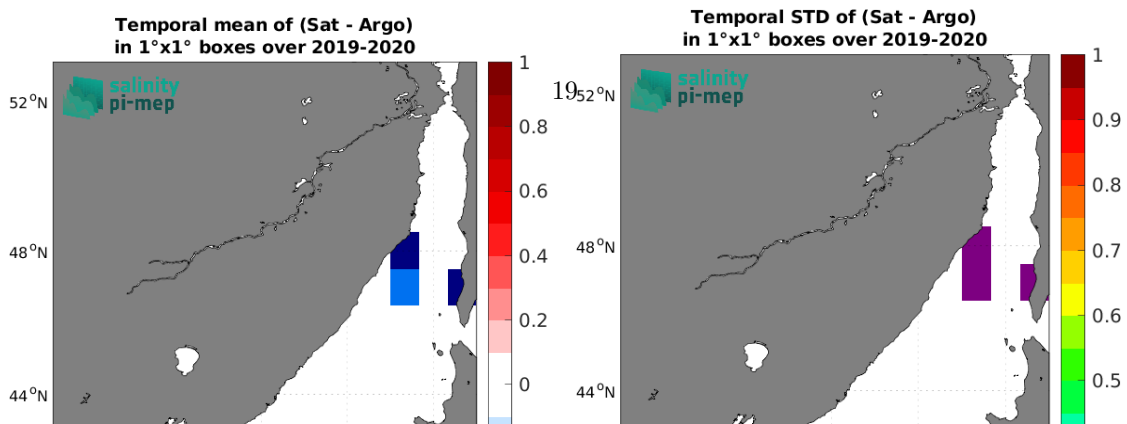 Temporal mean of (Sat - Argo)
in 1°x1° boxes over 2019-2020
salinity
pi-mep
52°N
48°N
44°N
1
0.8
0.6
0.4
0.2
0
19
Temporal STD of (Sat - Argo)
in 1°x1° boxes over 2019-2020
salinity
pi-mep
52°N
48°N
44°N
1
0.9
0.8
0.7
0.6
0.5